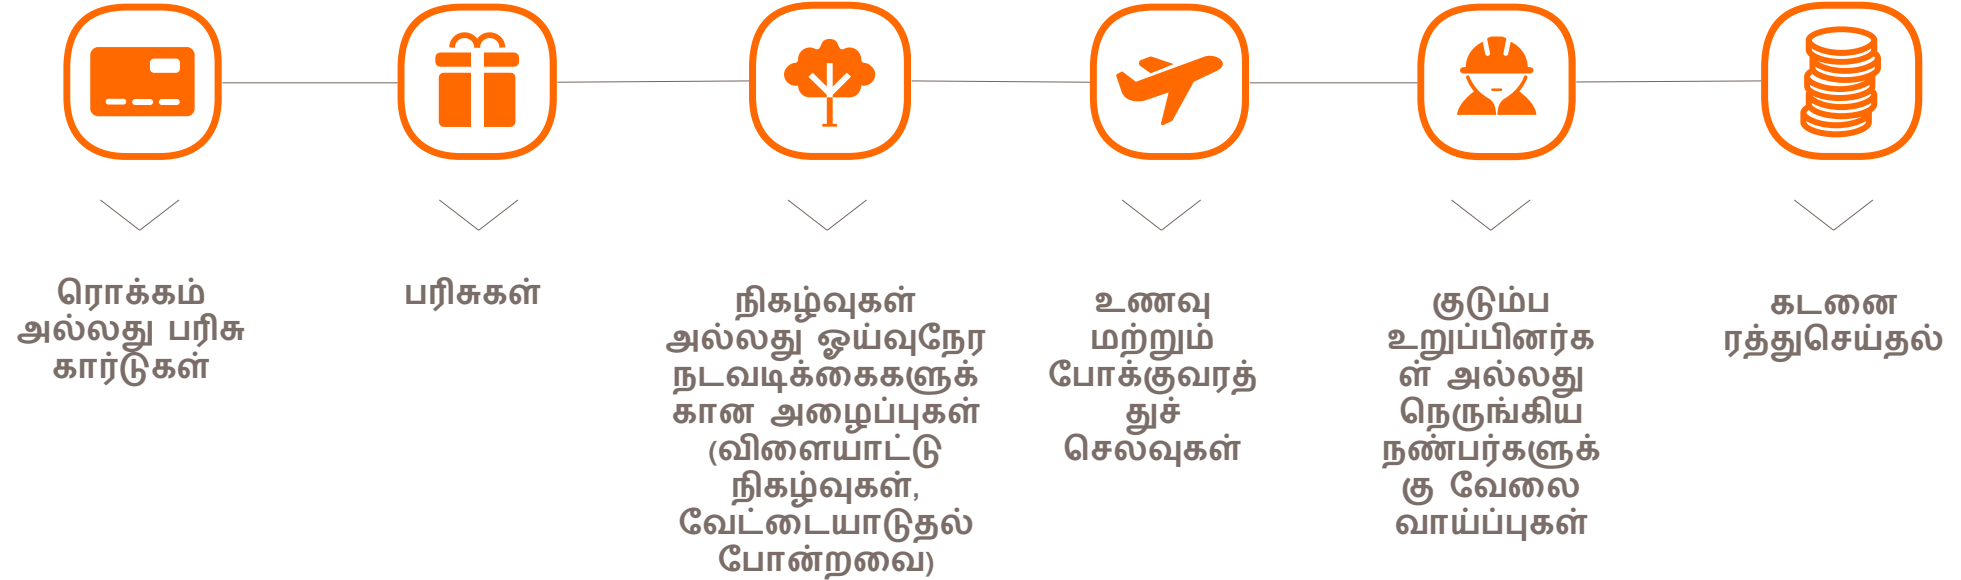 ரொக்கம்
அல்லது பரிசு
கார்டுகள்
பரிசுகள்
நிகழ்வுகள்
அல்லது ஓய்வுநேர
நடவடிக்கைகளுக்
கான அழைப்புகள்
(விளையாட்டு
நிகழ்வுகள்,
வேட்டையாடுதல்
போன்றவை)
உணவு
மற்றும்
போக்குவரத்
துச்
செலவுகள்
குடும்ப
உறுப்பினர்க
ள் அல்லது
நெருங்கிய
நண்பர்களுக்
கு வேலை
வாய்ப்புகள்
கடனை
ரத்துசெய்தல்